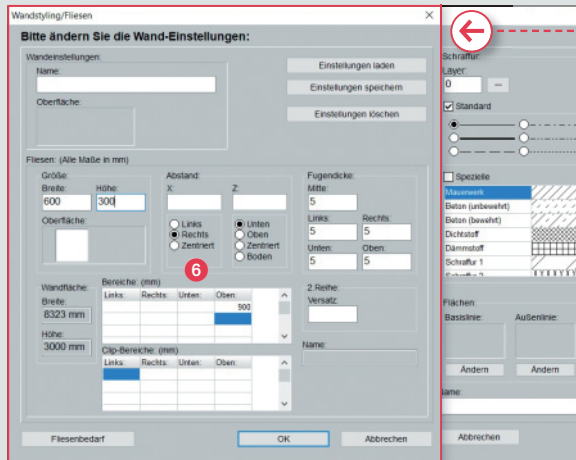 Wandstyling/Fliesen
Bitte ändern Sie die Wand-Einstellungen:
Wandeinstellungen:
Name:
Oberfläche:
Einstellungen laden
Einstellungen speichern
Einstellungen löschen
Fliesen: (Alle Maße in mm)
Größe:
Breite: Höhe:
600 300
Oberfläche:
Abstand:
X: Z:
Links Unten
Rechts Oben
Zentriert Zentriert
Boden
6
Fugendicke:
Mitte:
5
Links: Rechts:
5 5
Unten: Oben:
5 5
Wandfläche:
Breite:
8323 mm
Höhe:
3000 mm
Bereiche: (mm)
Links: Rechts: Unten: Oben:
900
Clip-Bereiche: (mm)
Links: Rechts: Unten: Oben:
2.Reihe:
Versatz:
Name:
Fliesenbedarf OK Abbrechen
Schraffur:
Layer:
0 ...
Standard
Spezielle
Mauerwerk
Beton (unbewehrt)
Beton (bewehrt)
Dichtstoff
Dämmstoff
Schraffur 1
Flächen
Basislinie: Außenlinie:
Ändern Ändern
Abbrechen